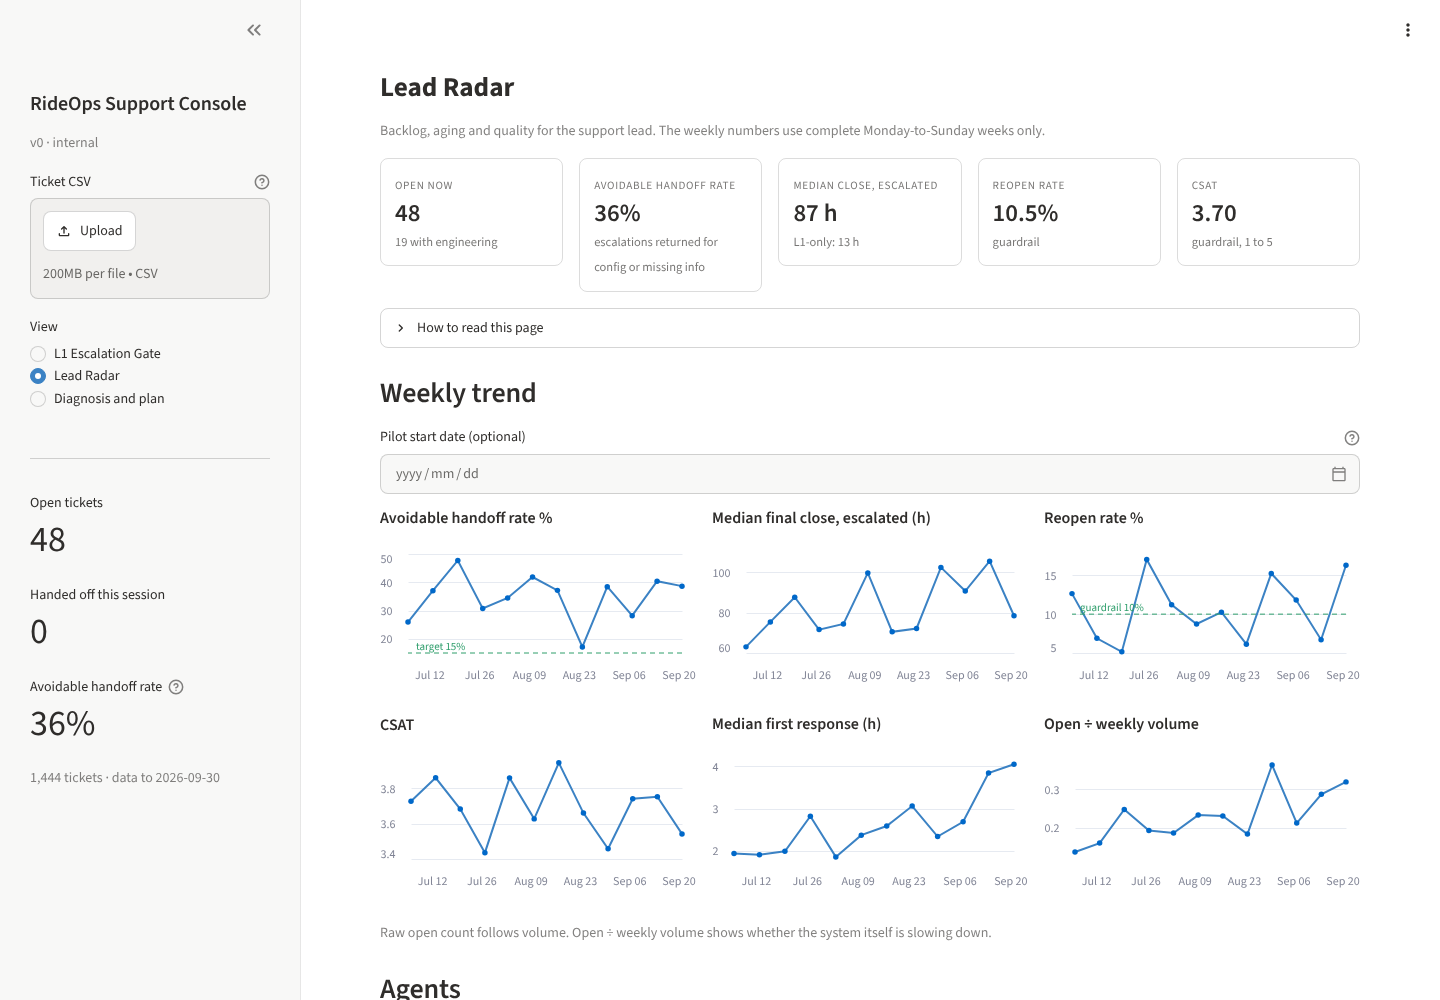 RideOps Support Console
v0 · internal
Ticket CSV
Upload
200MB per file • CSV
View
L1 Escalation Gate
Lead Radar
Diagnosis and plan
Open tickets
48
Handed off this session
0
Avoidable handoff rate
36%
1,444 tickets · data to 2026-09-30
Lead Radar
Backlog, aging and quality for the support lead. The weekly numbers use complete Monday-to-Sunday weeks only.
OPEN NOW
48
19 with engineering
AVOIDABLE HANDOFF RATE
36%
escalations returned for
config or missing info
MEDIAN CLOSE, ESCALATED
87 h
L1-only: 13 h
REOPEN RATE
10.5%
guardrail
CSAT
3.70
guardrail, 1 to 5
How to read this page
Weekly trend
Pilot start date (optional)
yyyy / mm / dd
Avoidable handoff rate %
50
40
30
20
target 15%
Jul 12 Jul 26 Aug 09 Aug 23 Sep 06 Sep 20
Median final close, escalated (h)
100
80
60
Jul 12 Jul 26 Aug 09 Aug 23 Sep 06 Sep 20
Reopen rate %
15
guardrail 10%
10
5
Jul 12 Jul 26 Aug 09 Aug 23 Sep 06 Sep 20
CSAT
3.8
3.6
3.4
Jul 12 Jul 26 Aug 09 Aug 23 Sep 06 Sep 20
Median first response (h)
4
3
2
Jul 12 Jul 26 Aug 09 Aug 23 Sep 06 Sep 20
Open ÷ weekly volume
0.3
0.2
Jul 12 Jul 26 Aug 09 Aug 23 Sep 06 Sep 20
Raw open count follows volume. Open ÷ weekly volume shows whether the system itself is slowing down.
Agents